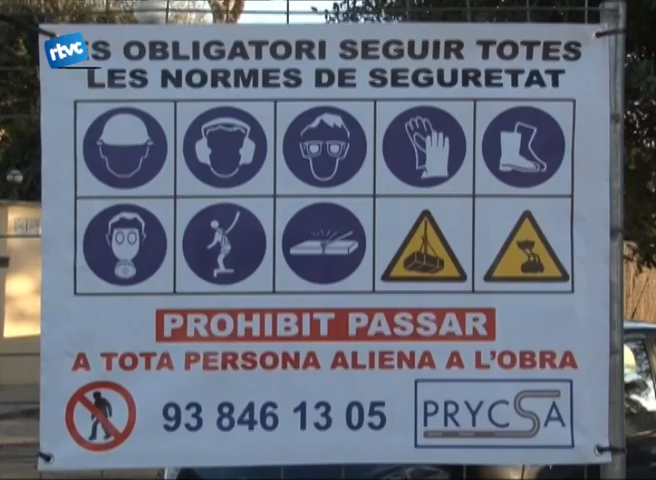 rtvc
ÉS OBLIGATORI SEGUIR TOTES
LES NORMES DE SEGURETAT
PROHIBIT PASSAR
A TOTA PERSONA ALIENA A L'OBRA
93 846 13 05
PRYCSA